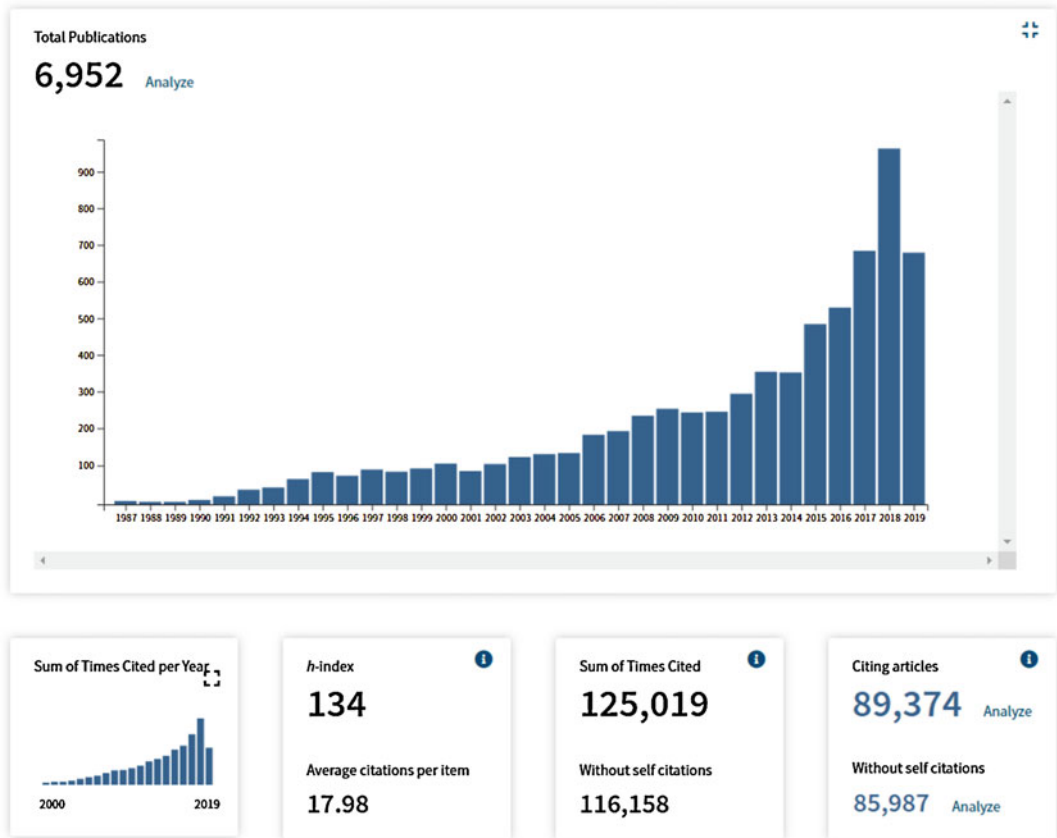 Total Publications
6,952 Analyze
900
800
700
600
500
400
300
200
100
1987 1988 1989 1990 1991 1992 1993 1994 1995 1996 1997 1998 1999 2000 2001 2002 2003 2004 2005 2006 2007 2008 2009 2010 2011 2012 2013 2014 2015 2016 2017 2018 2019
Sum of Times Cited per Year
2000 2019
h-index
134
Average citations per item
17.98
Sum of Times Cited
125,019
Without self citations
116,158
Citing articles
89,374 Analyze
Without self citations
85,987 Analyze